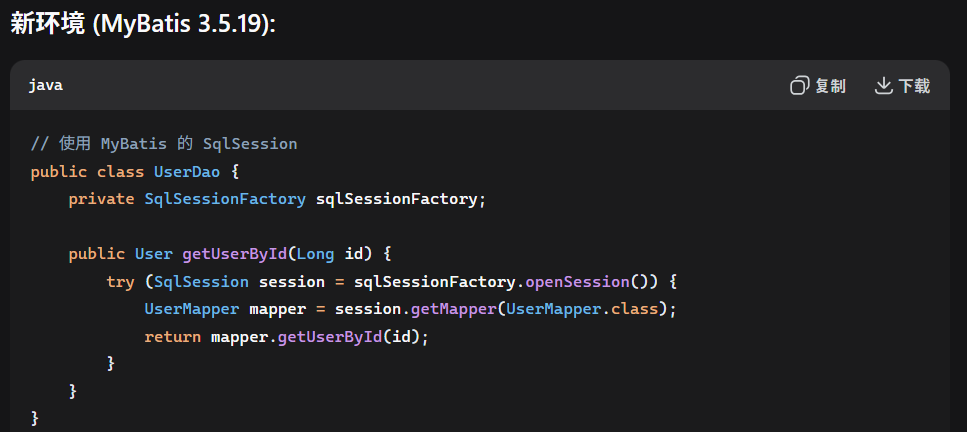 新环境 (MyBatis 3.5.19):
java
复制
下载
// 使用 MyBatis 的 SqlSession
public class UserDao {
    private SqlSessionFactory sqlSessionFactory;
    public User getUserById(Long id) {
        try (SqlSession session = sqlSessionFactory.openSession()) {
            UserMapper mapper = session.getMapper(UserMapper.class);
            return mapper.getUserById(id);
        }
    }
}